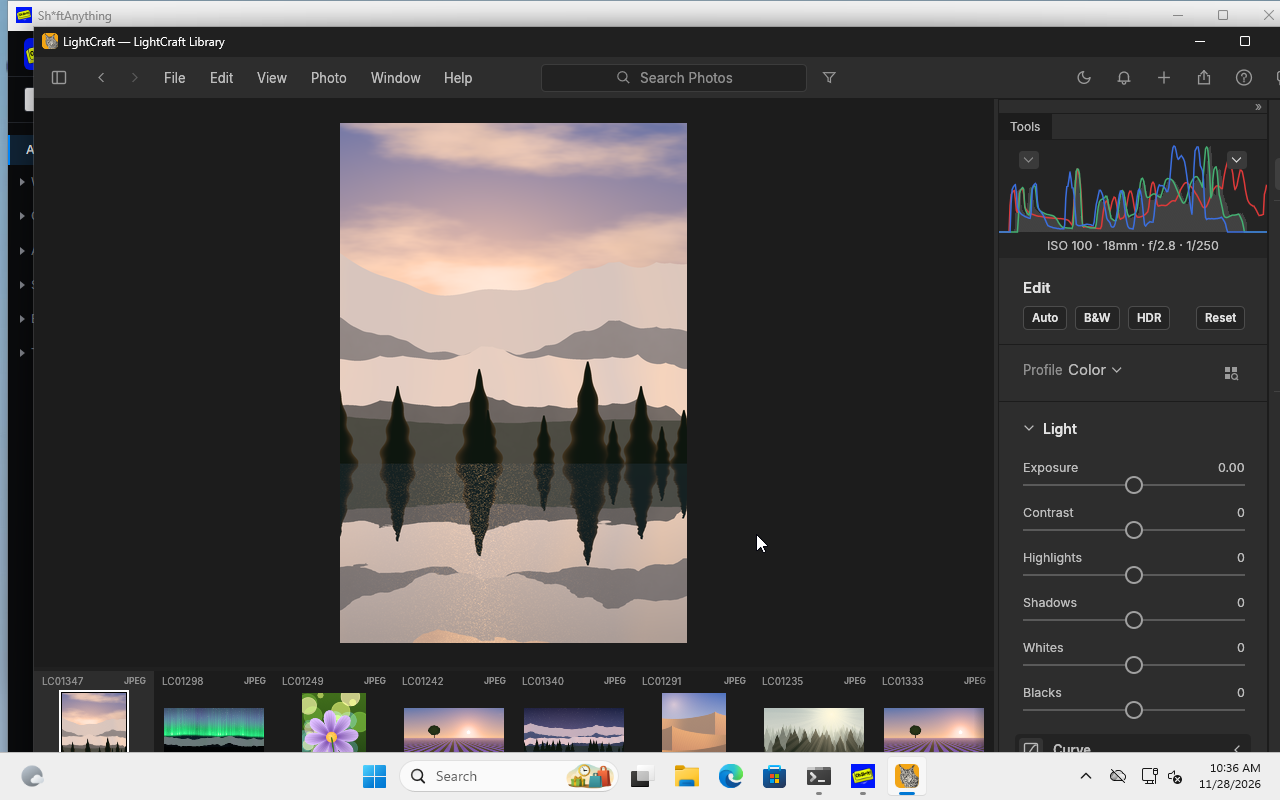 Sh*ftAnything
LightCraft — LightCraft Library
File Edit View Photo Window Help
Search Photos
Tools
ISO 100 · 18mm · f/2.8 · 1/250
Edit
Auto B&W HDR Reset
Profile Color
Light
Exposure 0.00
Contrast 0
Highlights 0
Shadows 0
Whites 0
Blacks 0
Curve
LC01347 JPEG LC01298 JPEG LC01249 JPEG LC01242 JPEG LC01340 JPEG LC01291 JPEG LC01235 JPEG LC01333 JPEG
Search
10:36 AM
11/28/2026